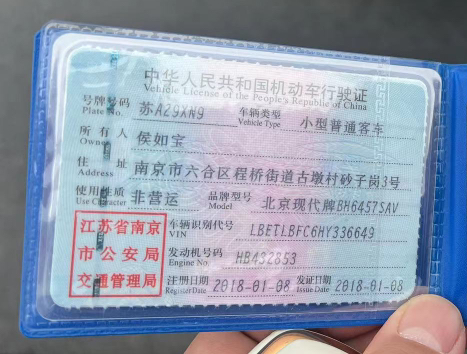 中华人民共和国机动车行驶证
Vehicle License of the People's Republic of China
号牌号码 苏A29XW9 车辆类型 小型普通客车
Plate No. Vehicle Type
所有人 侯如宝
Owner
住址 南京市六合区程桥街道古墩村砂子岗3号
Address
使用性质 非营运 品牌型号 北京现代牌BH6457SAV
Use Character Model
江苏省南京
市公安局
交通管理局
车辆识别代号 LBETLBFC6HY336649
VIN
发动机号码 HB432853
Engine No.
注册日期 2018-01-08 发证日期 2018-01-08
Register Date Issue Date